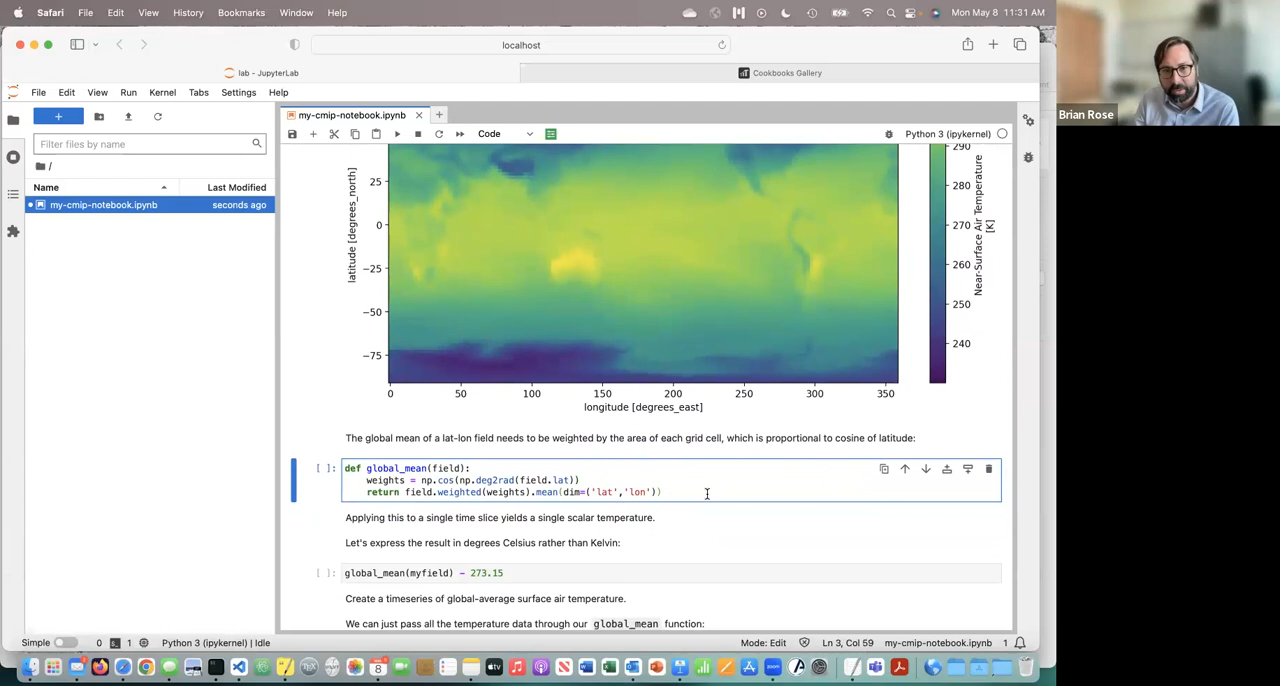 Safari File Edit View History Bookmarks Window Help
Mon May 8 11:31 AM
localhost
lab - JupyterLab
Cookbooks Gallery
File Edit View Run Kernel Tabs Settings Help
my-cmip-notebook.ipynb
Filter files by name
Code
Python 3 (ipykernel)
/
Name
Last Modified
my-cmip-notebook.ipynb
seconds ago
25
0
−25
−50
−75
latitude [degrees_north]
0 50 100 150 200 250 300 350
longitude [degrees_east]
290
280
270
260
250
240
Near-Surface Air Temperature
[K]
The global mean of a lat-lon field needs to be weighted by the area of each grid cell, which is proportional to cosine of latitude:
[ ]: def global_mean(field):
weights = np.cos(np.deg2rad(field.lat))
return field.weighted(weights).mean(dim=('lat','lon'))
Applying this to a single time slice yields a single scalar temperature.
Let's express the result in degrees Celsius rather than Kelvin:
[ ]: global_mean(myfield) - 273.15
Create a timeseries of global-average surface air temperature.
We can just pass all the temperature data through our global_mean function:
Simple 0 1 Python 3 (ipykernel) | Idle
Mode: Edit Ln 3, Col 59 my-cmip-notebook.ipynb 1
Brian Rose